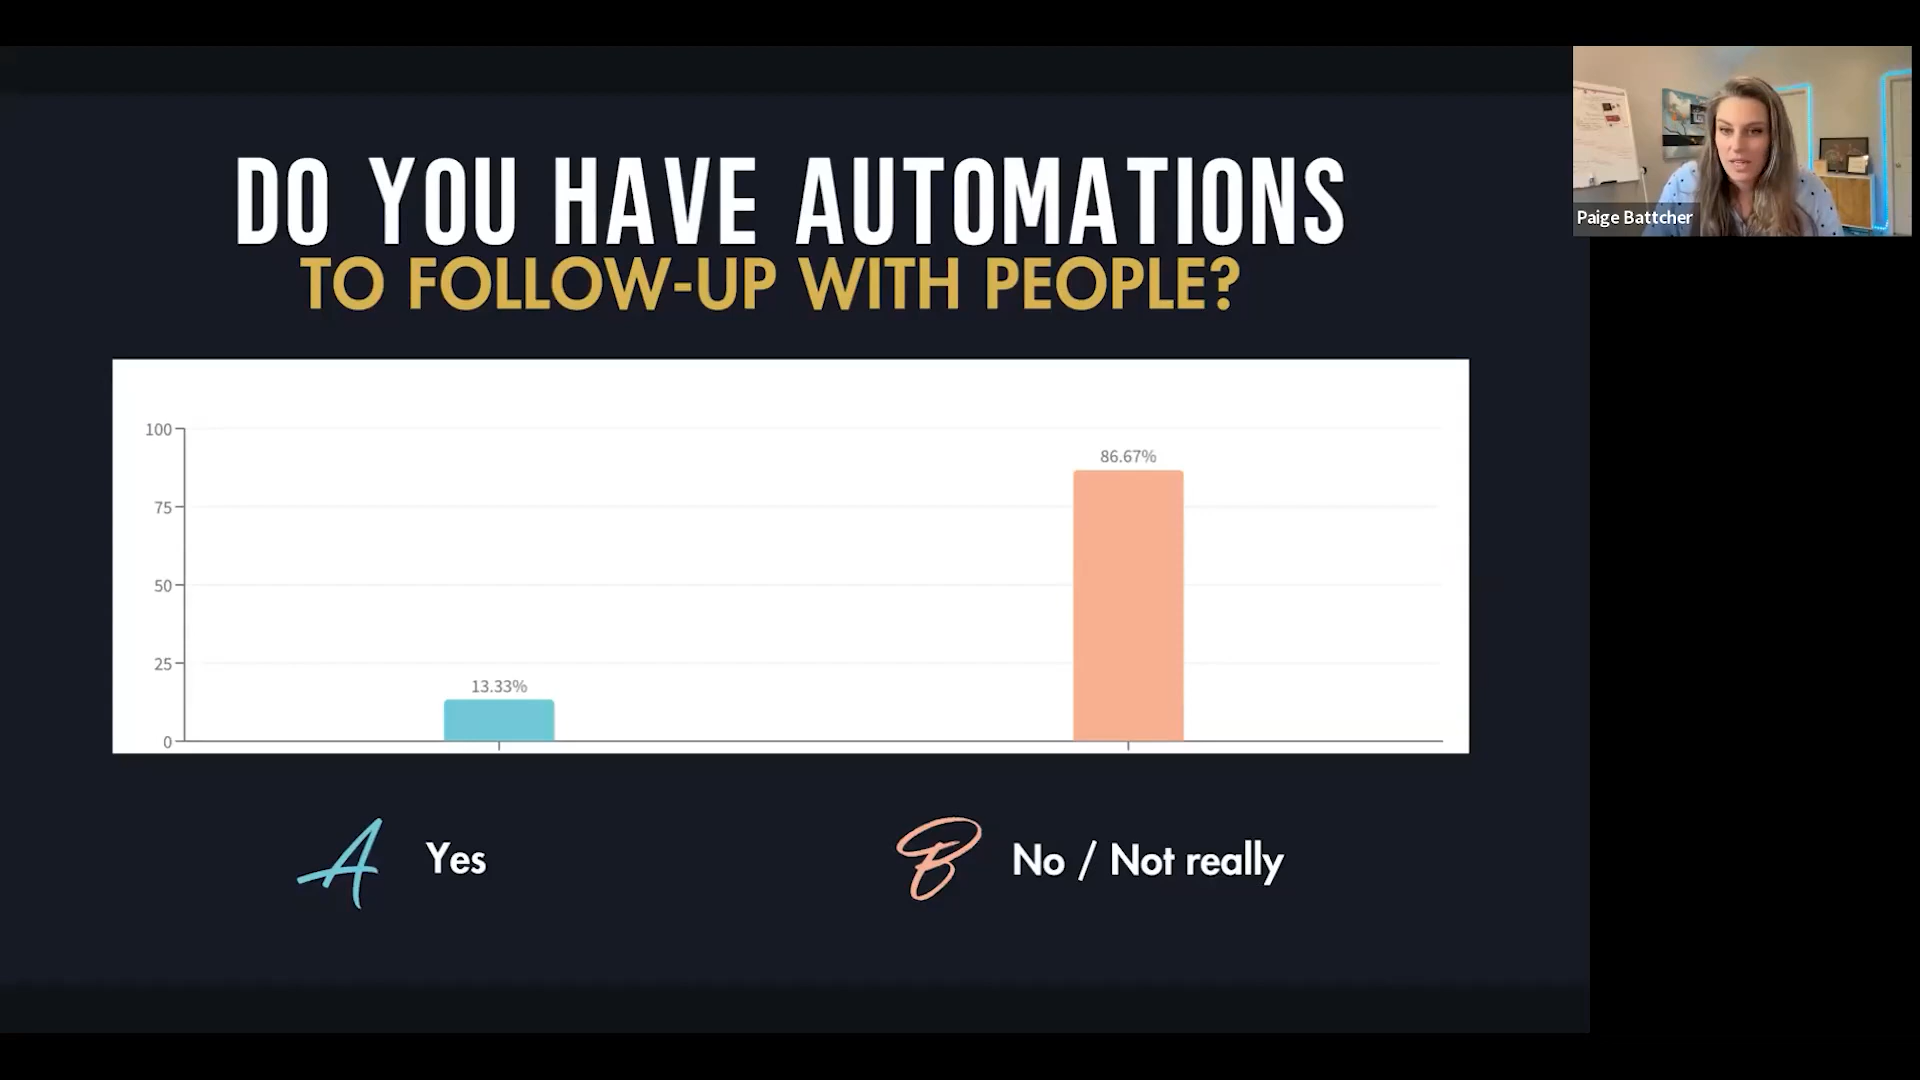 DO YOU HAVE AUTOMATIONS
TO FOLLOW-UP WITH PEOPLE?
Paige Battcher
100
75
50
25
0
13.33%
86.67%
A Yes
B No / Not really